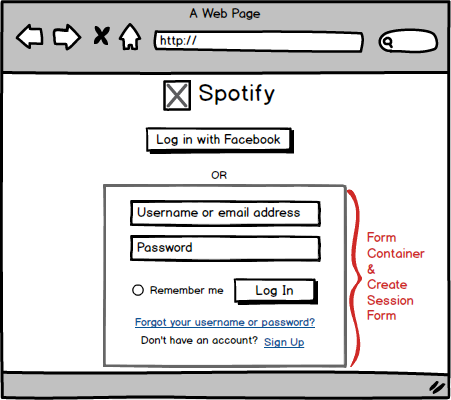 A Web Page
http://
Spotify
Log in with Facebook
OR
Username or email address
Password
Remember me
Log In
Forgot your username or password?
Don't have an account? Sign Up
Form
Container
&
Create
Session
Form